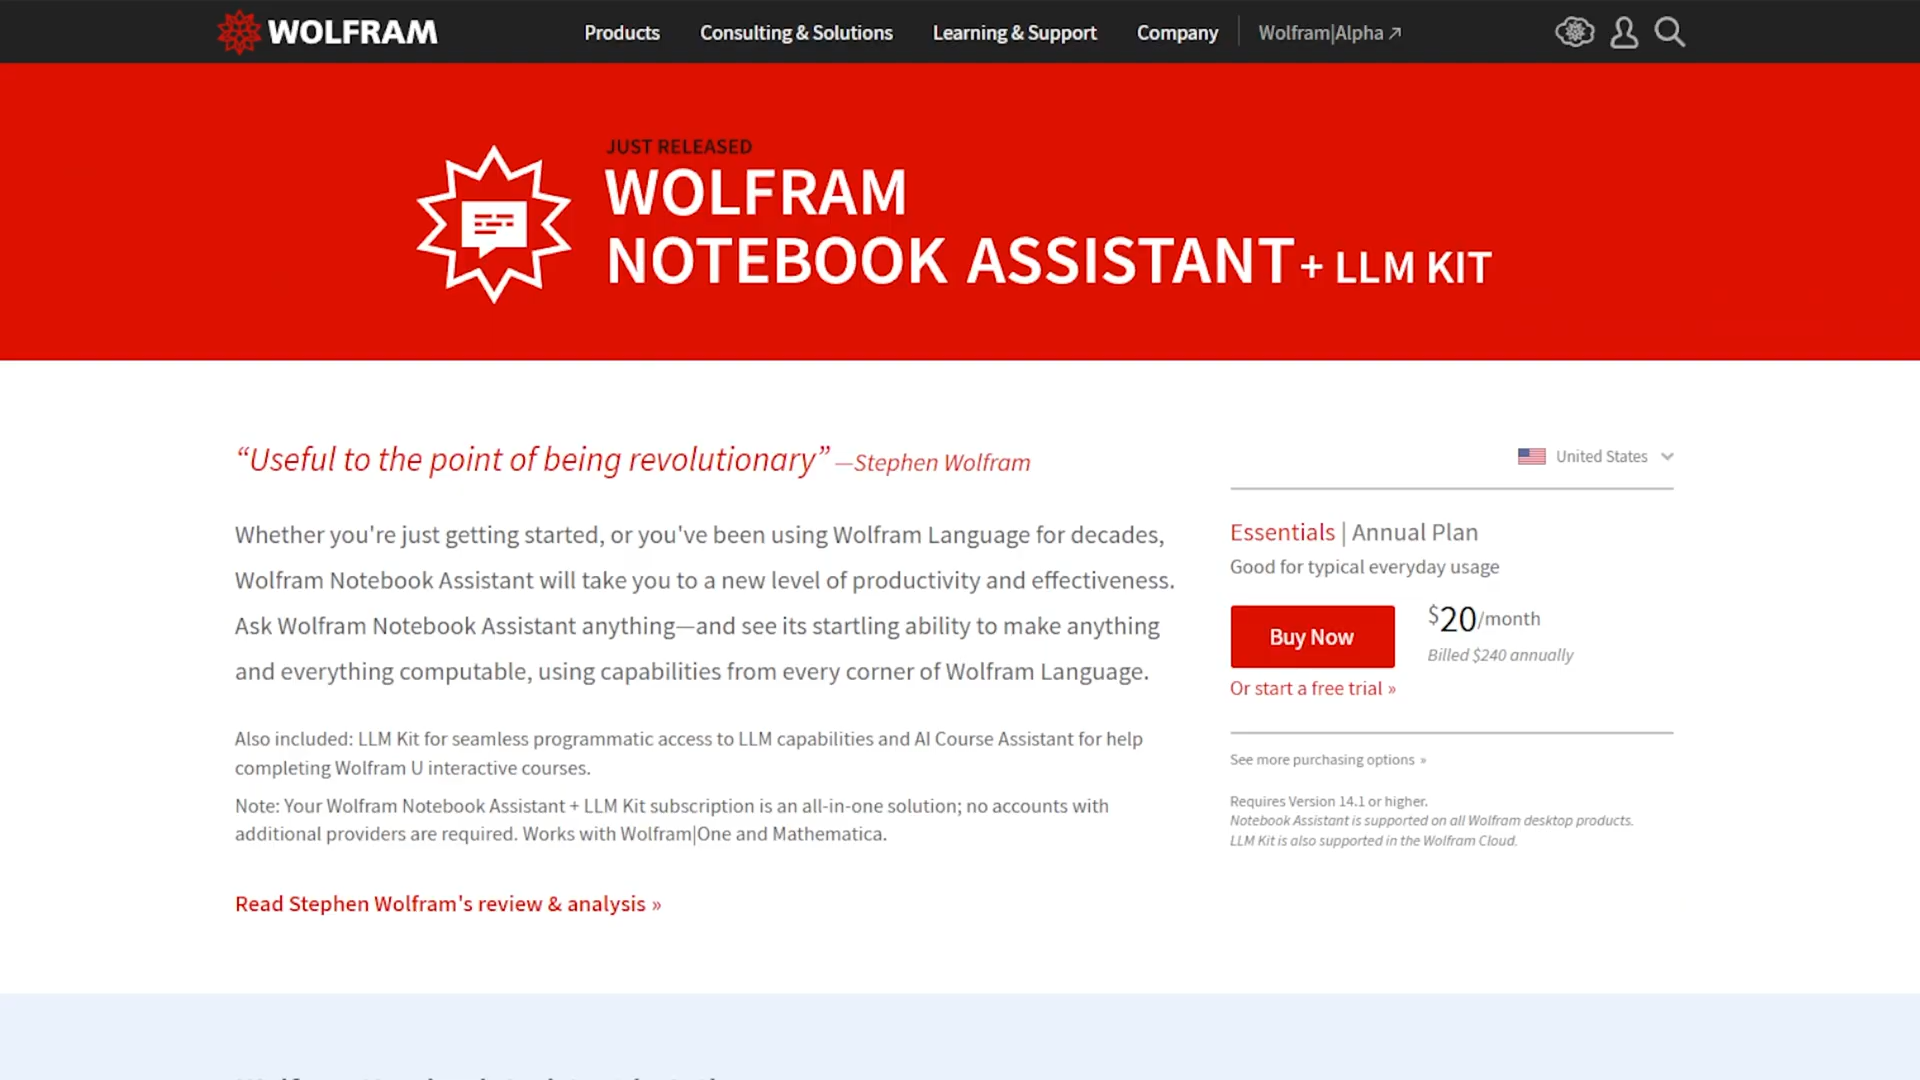 WOLFRAM
Products
Consulting & Solutions
Learning & Support
Company
Wolfram|Alpha ↗
JUST RELEASED
WOLFRAM
NOTEBOOK ASSISTANT + LLM KIT
“Useful to the point of being revolutionary” —Stephen Wolfram
Whether you're just getting started, or you've been using Wolfram Language for decades,
Wolfram Notebook Assistant will take you to a new level of productivity and effectiveness.
Ask Wolfram Notebook Assistant anything—and see its startling ability to make anything
and everything computable, using capabilities from every corner of Wolfram Language.
Also included: LLM Kit for seamless programmatic access to LLM capabilities and AI Course Assistant for help
completing Wolfram U interactive courses.
Note: Your Wolfram Notebook Assistant + LLM Kit subscription is an all-in-one solution; no accounts with
additional providers are required. Works with Wolfram|One and Mathematica.
Read Stephen Wolfram's review & analysis »
United States
Essentials | Annual Plan
Good for typical everyday usage
Buy Now
$20/month
Billed $240 annually
Or start a free trial »
See more purchasing options »
Requires Version 14.1 or higher.
Notebook Assistant is supported on all Wolfram desktop products.
LLM Kit is also supported in the Wolfram Cloud.